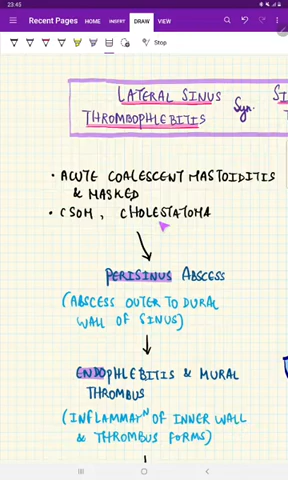 23:45
Recent Pages HOME INSERT DRAW VIEW
Stop
LATERAL SINUS
THROMBOPHLEBITIS
Syn.
• ACUTE COALESCENT MASTOIDITIS
& MASKED
• CSOM, CHOLESTATOMA
PERISINUS ABSCESS
(ABSCESS OUTER TO DURAL
WALL OF SINUS)
ENDOPHLEBITIS & MURAL
THROMBUS
(INFLAMMATᴺ OF INNER WALL
& THROMBUS FORMS)